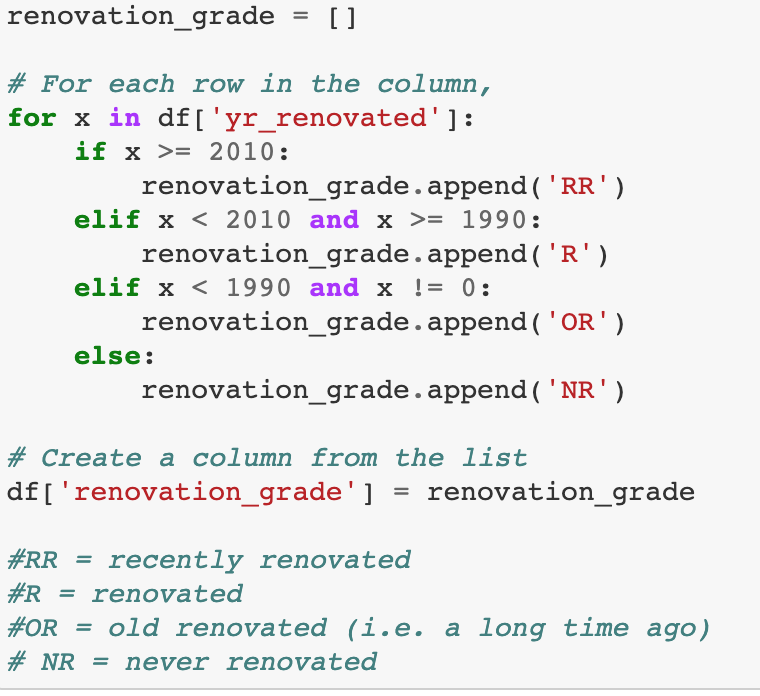 renovation_grade = []
# For each row in the column,
for x in df['yr_renovated']:
    if x >= 2010:
        renovation_grade.append('RR')
    elif x < 2010 and x >= 1990:
        renovation_grade.append('R')
    elif x < 1990 and x != 0:
        renovation_grade.append('OR')
    else:
        renovation_grade.append('NR')
# Create a column from the list
df['renovation_grade'] = renovation_grade
#RR = recently renovated
#R = renovated
#OR = old renovated (i.e. a long time ago)
# NR = never renovated